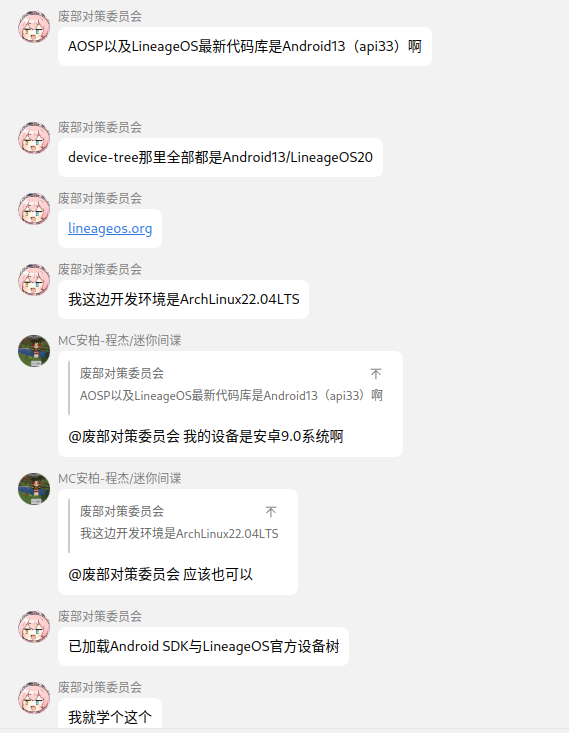 废部对策委员会
AOSP以及LineageOS最新代码库是Android13（api33）啊
废部对策委员会
device-tree那里全部都是Android13/LineageOS20
废部对策委员会
lineageos.org
废部对策委员会
我这边开发环境是ArchLinux22.04LTS
MC安柏-程杰/迷你间谍
废部对策委员会
AOSP以及LineageOS最新代码库是Android13（api33）啊
@废部对策委员会 我的设备是安卓9.0系统啊
MC安柏-程杰/迷你间谍
废部对策委员会
我这边开发环境是ArchLinux22.04LTS
@废部对策委员会 应该也可以
废部对策委员会
已加载Android SDK与LineageOS官方设备树
废部对策委员会
我就学个这个